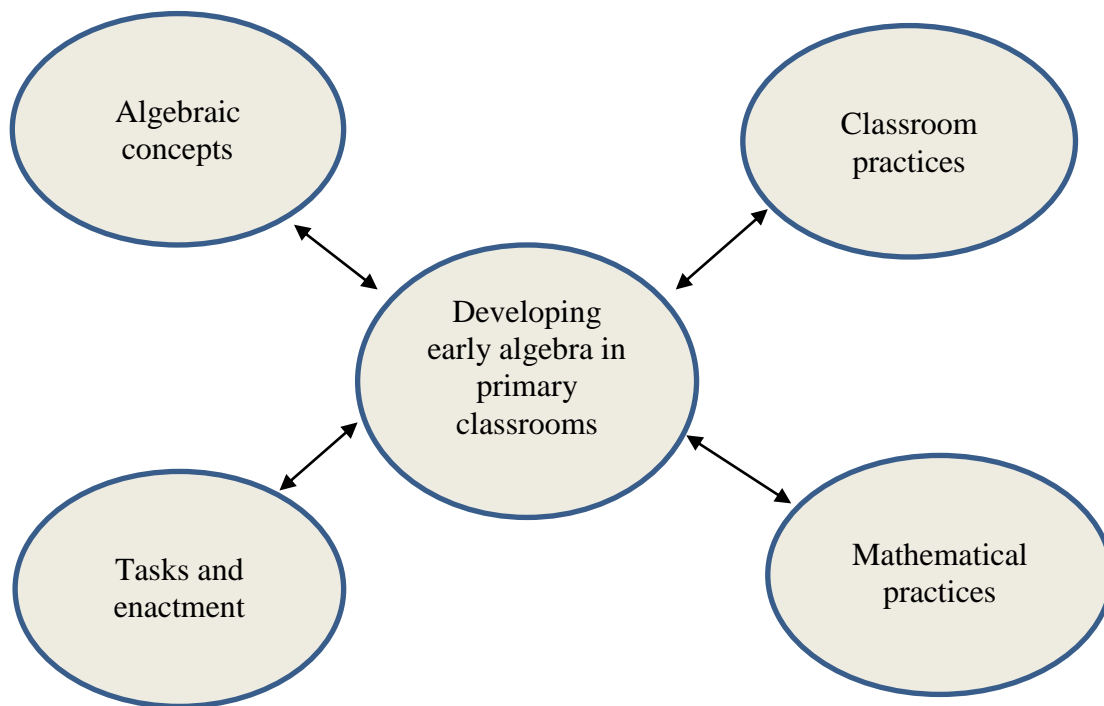 Algebraic
concepts
Classroom
practices
Developing
early algebra in
primary
classrooms
Tasks and
enactment
Mathematical
practices